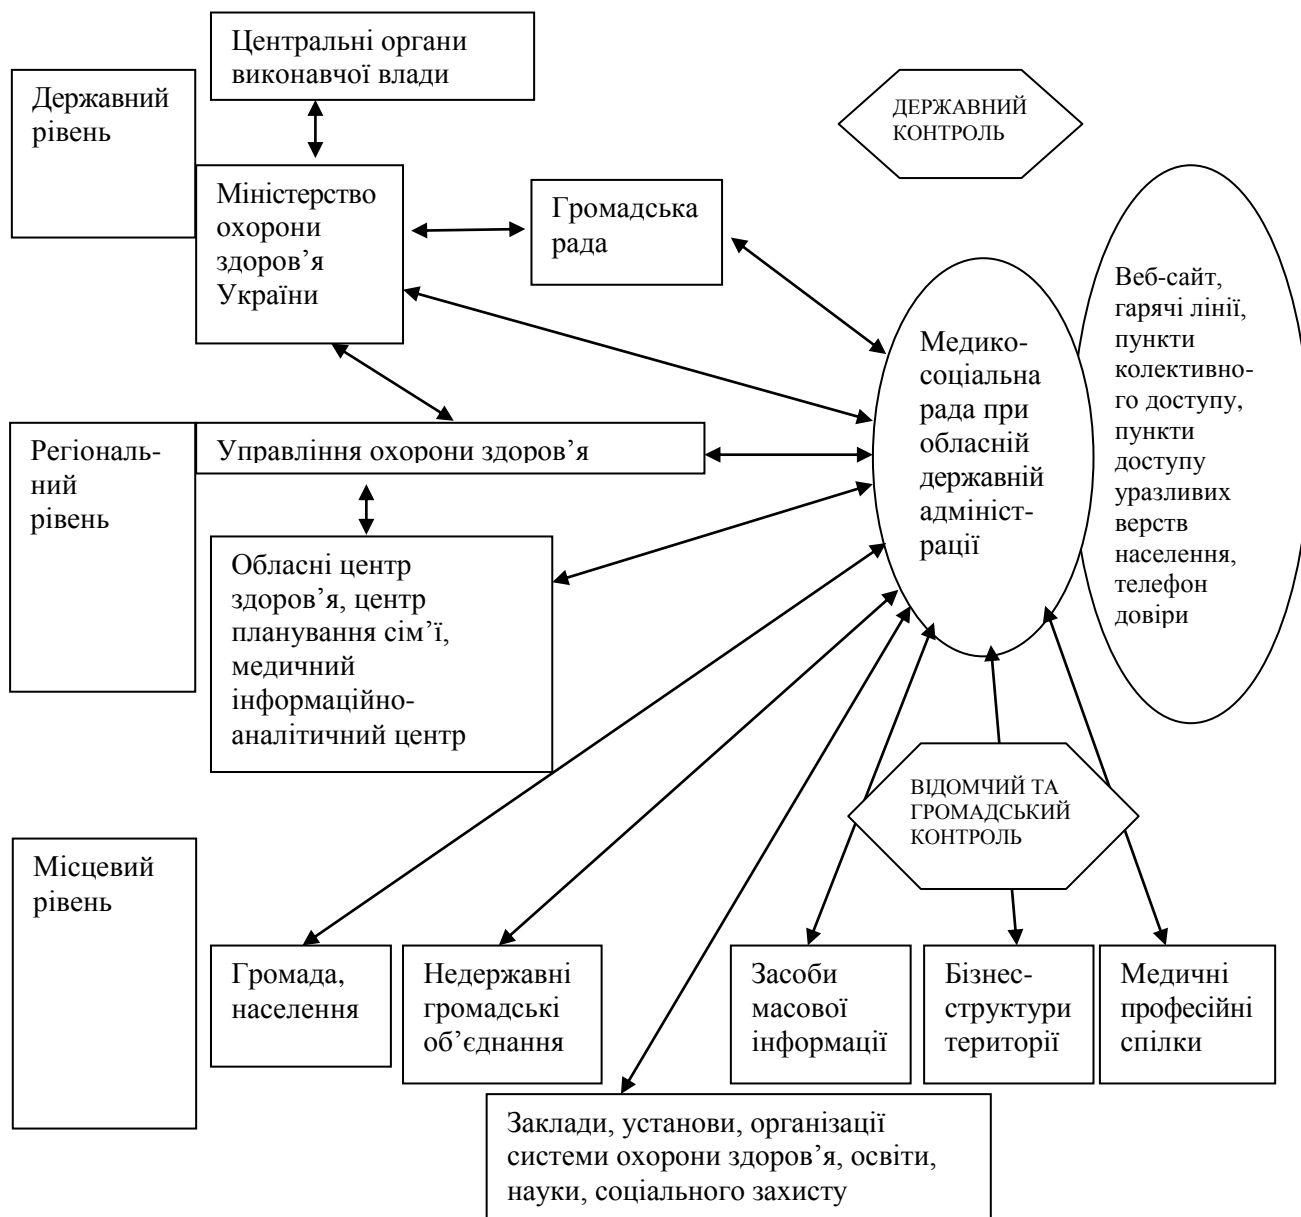 Центральні органи
виконавчої влади
Державний
рівень
ДЕРЖАВНИЙ
КОНТРОЛЬ
Міністерство
охорони
здоров’я
України
Громадська
рада
Веб-сайт,
гарячі лінії,
пункти
колективно-
го доступу,
пункти
доступу
уразливих
верств
населення,
телефон
довіри
Медико-
соціальна
рада при
обласній
державній
адмініст-
рації
Регіональ-
ний
рівень
Управління охорони здоров’я
Обласні центр
здоров’я, центр
планування сім’ї,
медичний
інформаційно-
аналітичний центр
ВІДОМЧИЙ ТА
ГРОМАДСЬКИЙ
КОНТРОЛЬ
Місцевий
рівень
Громада,
населення
Недержавні
громадські
об’єднання
Засоби
масової
інформації
Бізнес-
структури
території
Медичні
професійні
спілки
Заклади, установи, організації
системи охорони здоров’я, освіти,
науки, соціального захисту